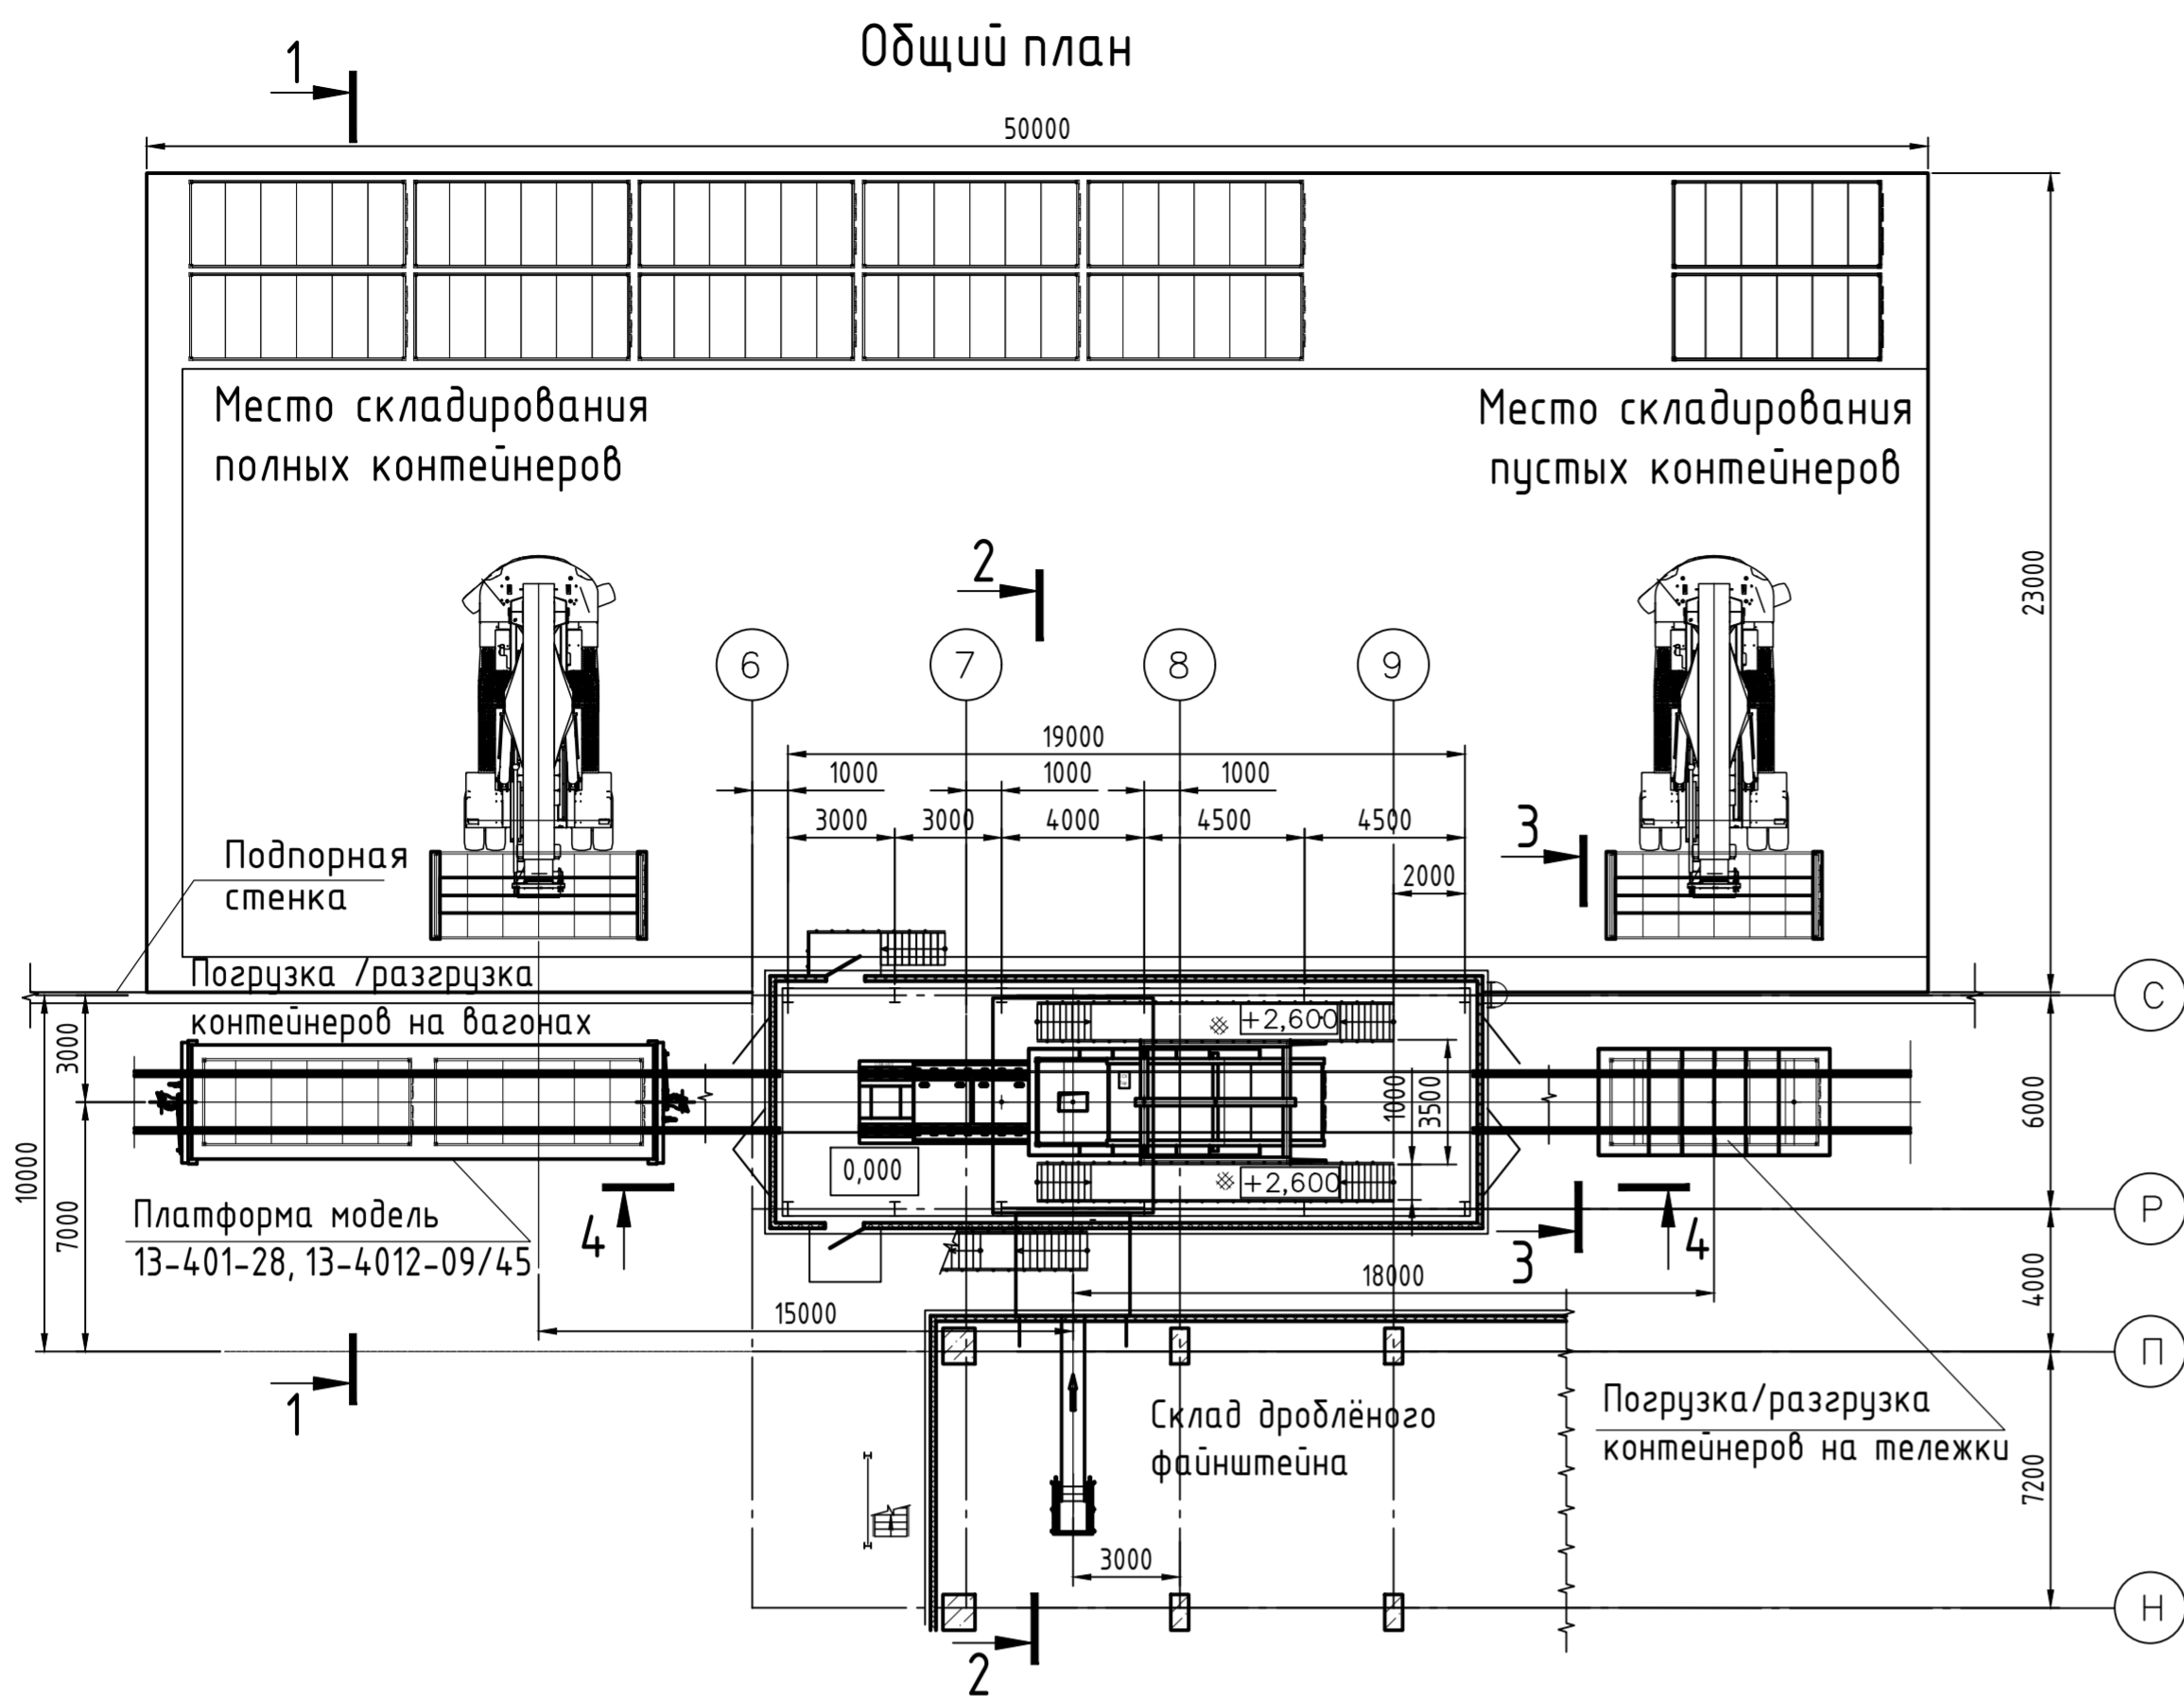 Общий план
1
50000
Место складирования
полных контейнеров
Место складирования
пустых контейнеров
23000
2
6
7
8
9
19000
1000
1000
1000
3000
3000
4000
4500
4500
2000
3
Подпорная
стенка
Погрузка /разгрузка
контейнеров на вагонах
С
+2,600
3000
1000
3500
6000
10000
7000
0,000
+2,600
Платформа модель
13-401-28, 13-4012-09/45
4
3
4
Р
18000
4000
15000
П
1
Склад дроблёного
файнштейна
Погрузка/разгрузка
контейнеров на тележки
7200
3000
Н
2